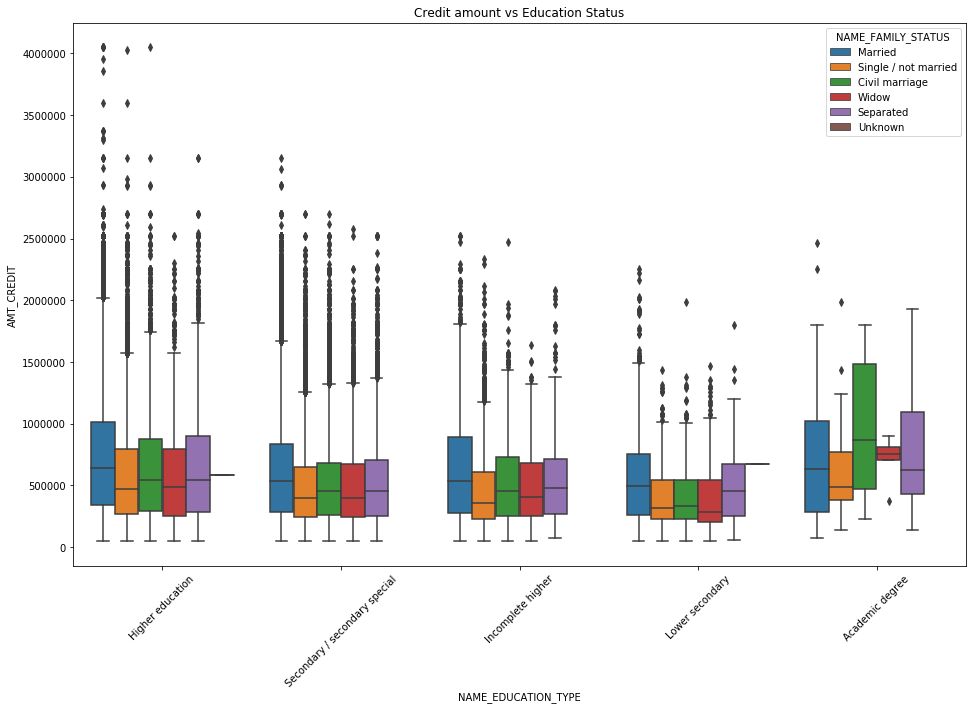 Credit amount vs Education Status
NAME_FAMILY_STATUS
Married
Single / not married
Civil marriage
Widow
Separated
Unknown
4000000
3500000
3000000
2500000
2000000
1500000
1000000
500000
0
AMT_CREDIT
Higher education
Secondary / secondary special
Incomplete higher
Lower secondary
Academic degree
NAME_EDUCATION_TYPE